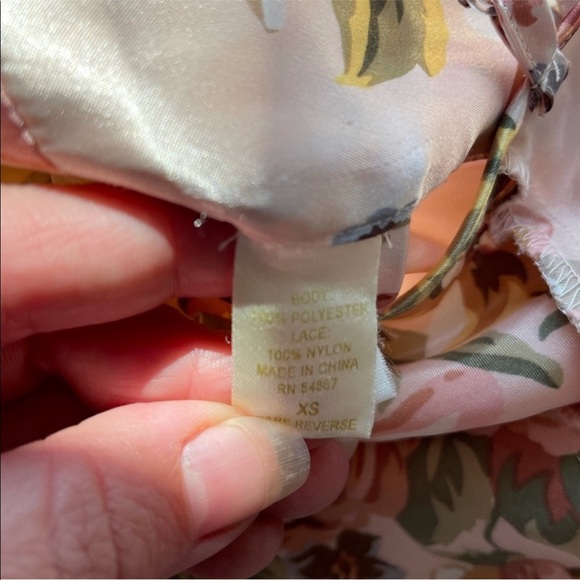 BODY:
100% POLYESTER
LACE:
100% NYLON
MADE IN CHINA
RN 54867
XS
REVERSE